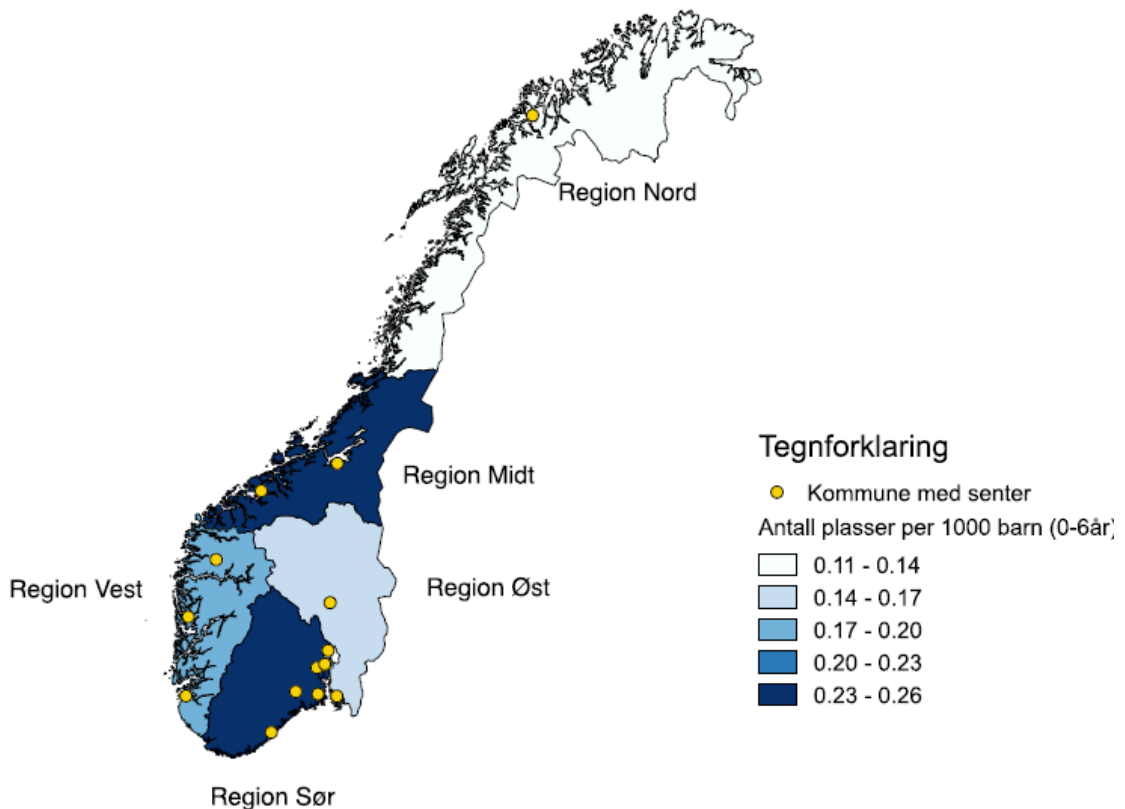 Region Nord
Region Midt
Region Vest
Region Øst
Region Sør
Tegnforklaring
Kommune med senter
Antall plasser per 1000 barn (0-6år)
0.11 - 0.14
0.14 - 0.17
0.17 - 0.20
0.20 - 0.23
0.23 - 0.26